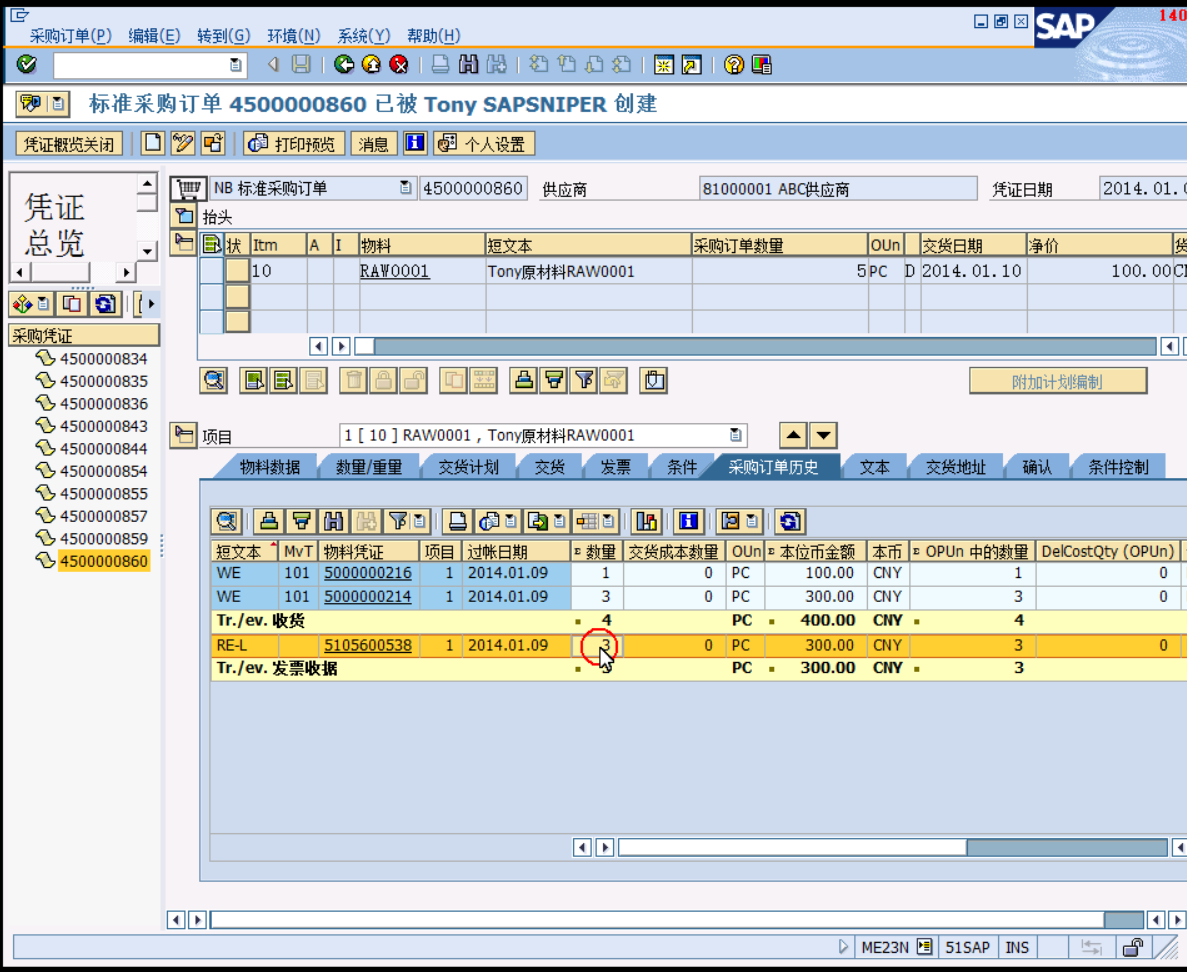 140
采购订单(P) 编辑(E) 转到(G) 环境(N) 系统(Y) 帮助(H)
SAP
标准采购订单 4500000860 已被 Tony SAPSNIPER 创建
凭证概览关闭 打印预览 消息 个人设置
凭证
总览
NB 标准采购订单 4500000860 供应商 81000001 ABC供应商 凭证日期 2014.01.
抬头
状 Itm A I 物料 短文本 采购订单数量 OUn 交货日期 净价
10 RAW0001 Tony原材料RAW0001 5 PC D 2014.01.10 100.00
采购凭证
4500000834
4500000835
4500000836
4500000843
4500000844
4500000854
4500000855
4500000857
4500000859
4500000860
附加计划编制
项目 1 [ 10 ] RAW0001 , Tony原材料RAW0001
物料数据 数量/重量 交货计划 交货 发票 条件 采购订单历史 文本 交货地址 确认 条件控制
短文本 MvT 物料凭证 项目 过帐日期 Σ 数量 交货成本数量 OUn Σ 本位币金额 本币 Σ OPUn 中的数量 DelCostQty (OPUn)
WE 101 5000000216 1 2014.01.09 1 0 PC 100.00 CNY 1 0
WE 101 5000000214 1 2014.01.09 3 0 PC 300.00 CNY 3 0
Tr./ev. 收货 4 PC 400.00 CNY 4
RE-L 5105600538 1 2014.01.09 3 0 PC 300.00 CNY 3 0
Tr./ev. 发票收据 3 PC 300.00 CNY 3
ME23N 51SAP INS